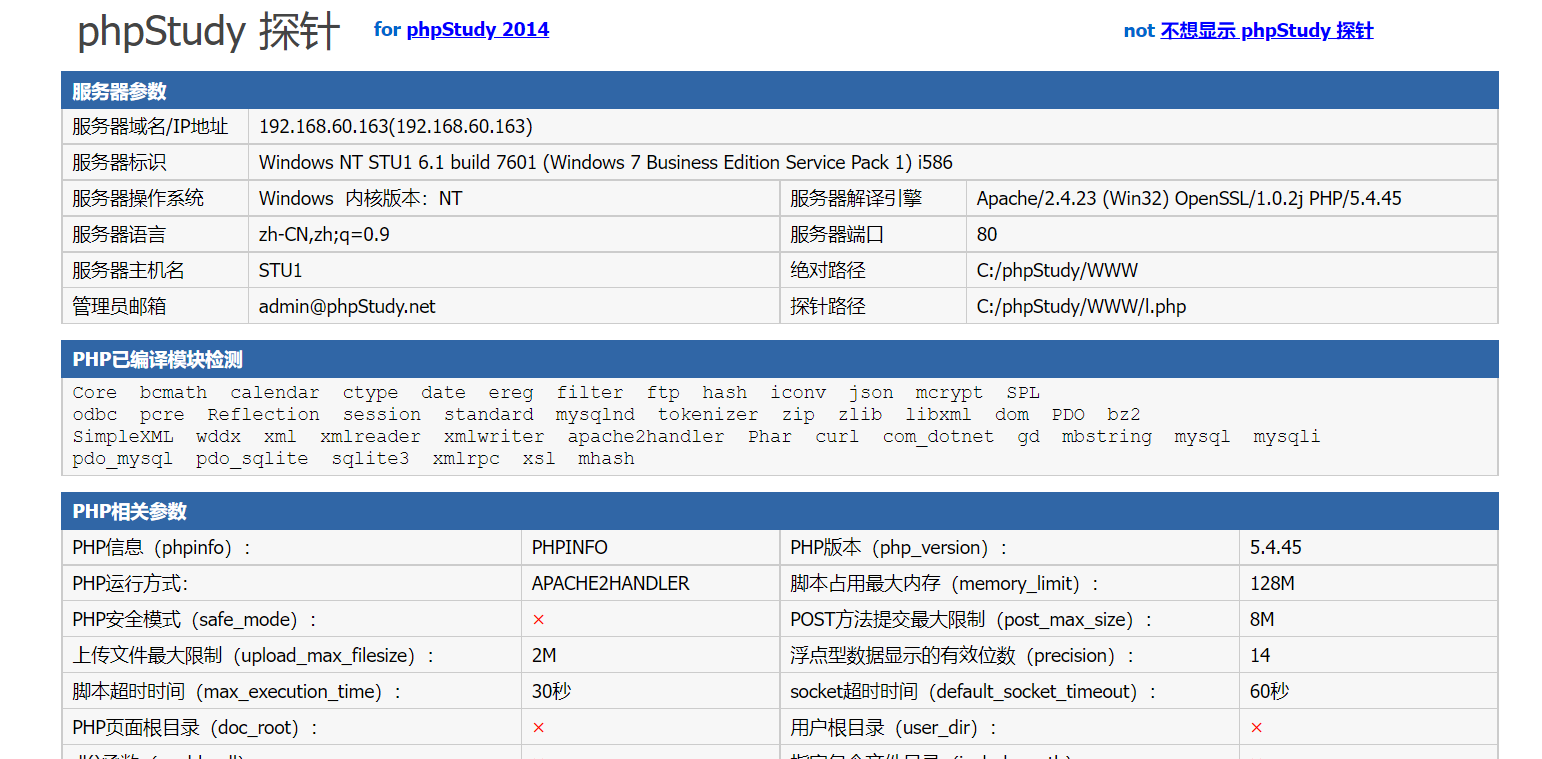 phpStudy 探针 for phpStudy 2014 not 不想显示 phpStudy 探针
服务器参数
服务器域名/IP地址 192.168.60.163(192.168.60.163)
服务器标识 Windows NT STU1 6.1 build 7601 (Windows 7 Business Edition Service Pack 1) i586
服务器操作系统 Windows 内核版本：NT 服务器解译引擎 Apache/2.4.23 (Win32) OpenSSL/1.0.2j PHP/5.4.45
服务器语言 zh-CN,zh;q=0.9 服务器端口 80
服务器主机名 STU1 绝对路径 C:/phpStudy/WWW
管理员邮箱 admin@phpStudy.net 探针路径 C:/phpStudy/WWW/l.php
PHP已编译模块检测
Core bcmath calendar ctype date ereg filter ftp hash iconv json mcrypt SPL
odbc pcre Reflection session standard mysqlnd tokenizer zip zlib libxml dom PDO bz2
SimpleXML wddx xml xmlreader xmlwriter apache2handler Phar curl com_dotnet gd mbstring mysql mysqli
pdo_mysql pdo_sqlite sqlite3 xmlrpc xsl mhash
PHP相关参数
PHP信息（phpinfo）： PHPINFO PHP版本（php_version）： 5.4.45
PHP运行方式： APACHE2HANDLER 脚本占用最大内存（memory_limit）： 128M
PHP安全模式（safe_mode）： × POST方法提交最大限制（post_max_size）： 8M
上传文件最大限制（upload_max_filesize）： 2M 浮点型数据显示的有效位数（precision）： 14
脚本超时时间（max_execution_time）： 30秒 socket超时时间（default_socket_timeout）： 60秒
PHP页面根目录（doc_root）： × 用户根目录（user_dir）： ×